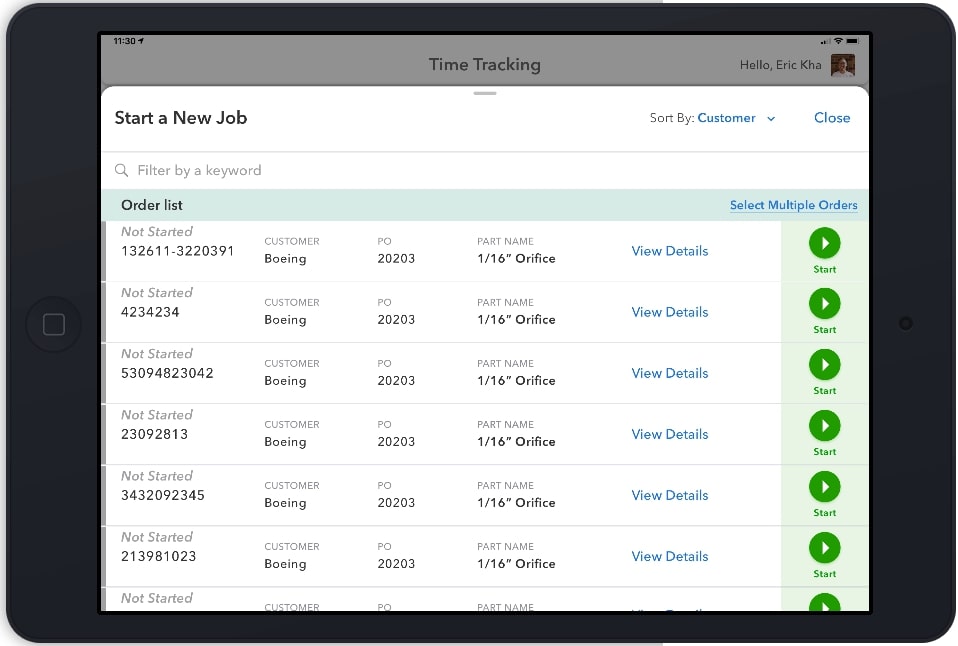 11:30
Time Tracking
Hello, Eric Kha
Start a New Job
Sort By: Customer
Close
Filter by a keyword
Order list
Select Multiple Orders
Not Started
132611-3220391
CUSTOMER
Boeing
PO
20203
PART NAME
1/16” Orifice
View Details
Start
Not Started
4234234
CUSTOMER
Boeing
PO
20203
PART NAME
1/16” Orifice
View Details
Start
Not Started
53094823042
CUSTOMER
Boeing
PO
20203
PART NAME
1/16” Orifice
View Details
Start
Not Started
23092813
CUSTOMER
Boeing
PO
20203
PART NAME
1/16” Orifice
View Details
Start
Not Started
3432092345
CUSTOMER
Boeing
PO
20203
PART NAME
1/16” Orifice
View Details
Start
Not Started
213981023
CUSTOMER
Boeing
PO
20203
PART NAME
1/16” Orifice
View Details
Start
Not Started
CUSTOMER
PO
PART NAME